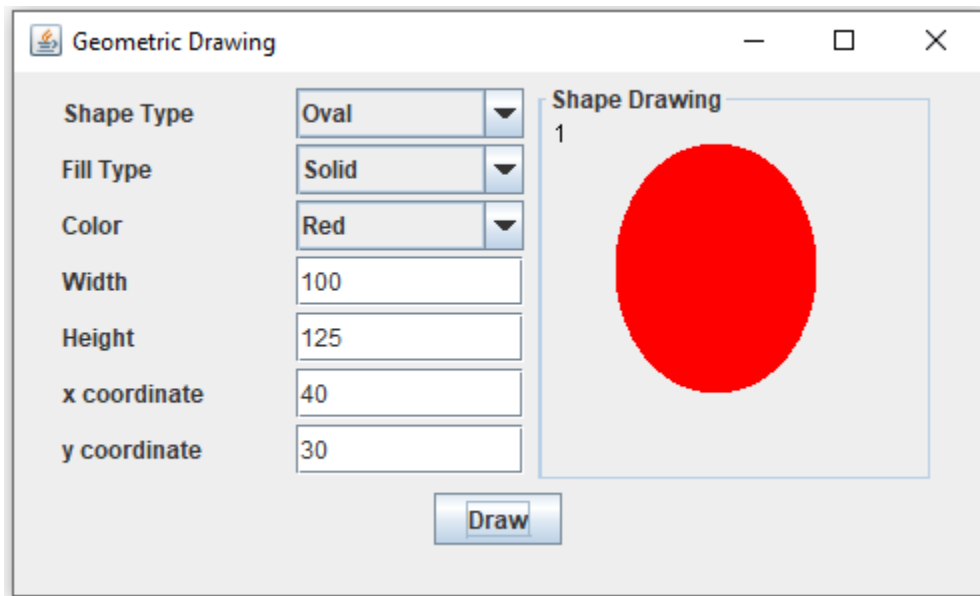 Geometric Drawing
Shape Type Oval
Fill Type Solid
Color Red
Width 100
Height 125
x coordinate 40
y coordinate 30
Shape Drawing
1
Draw